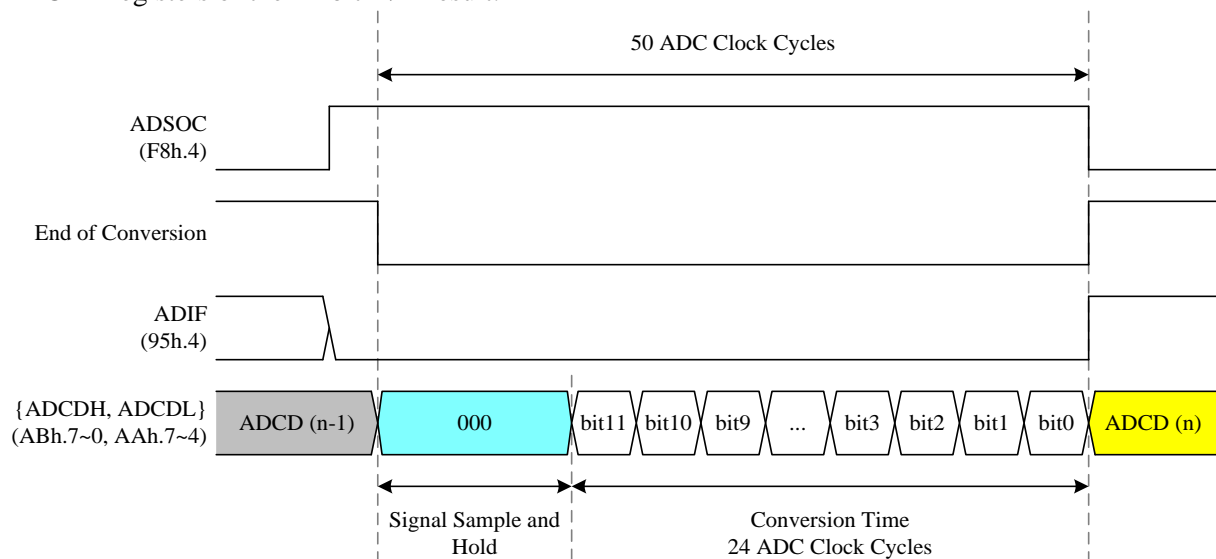 50 ADC Clock Cycles
ADSOC
(F8h.4)
End of Conversion
ADIF
(95h.4)
{ADCDH, ADCDL}
(ABh.7~0, AAh.7~4)
ADCD (n-1) 000 bit11 bit10 bit9 ... bit3 bit2 bit1 bit0 ADCD (n)
Signal Sample and
Hold
Conversion Time
24 ADC Clock Cycles